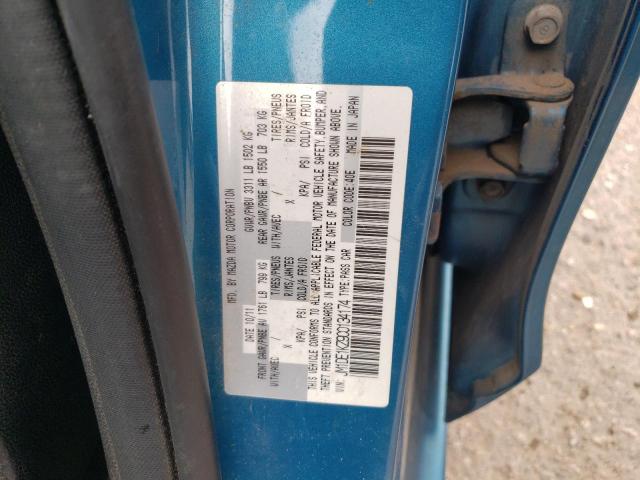 MFD. BY MAZDA MOTOR CORPORATION
DATE: 10/11 GVWR/PNBV 3311 LB 1502 KG
FRONT GAWR/PNBE AV 1761 LB 799 KG REAR GAWR/PNBE AR 1550 LB 703 KG
WITH/AVEC / TIRES/PNEUS WITH/AVEC / TIRES/PNEUS
X RIMS/JANTES X RIMS/JANTES
KPA/ PSI COLD/A FROID KPA/ PSI COLD/A FROID
THIS VEHICLE CONFORMS TO ALL APPLICABLE FEDERAL MOTOR VEHICLE SAFETY, BUMPER, AND
THEFT PREVENTION STANDARDS IN EFFECT ON THE DATE OF MANUFACTURE SHOWN ABOVE.
VIN: JM1DE1KZ9C0134174 TYPE: PASS CAR COLOR CODE: 40E MADE IN JAPAN